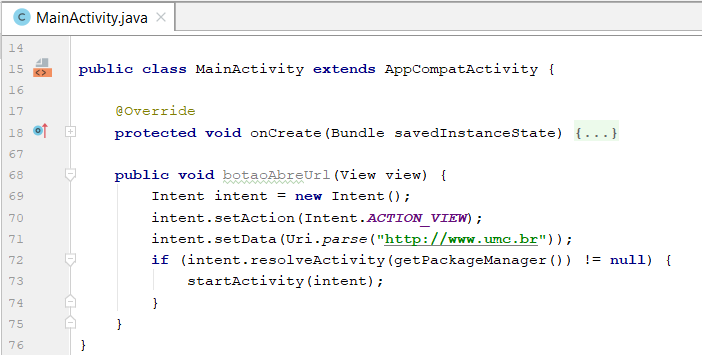 MainActivity.java
14
15 public class MainActivity extends AppCompatActivity {
16
17 @Override
18 protected void onCreate(Bundle savedInstanceState) {...}
67
68 public void botaoAbreUrl(View view) {
69 Intent intent = new Intent();
70 intent.setAction(Intent.ACTION_VIEW);
71 intent.setData(Uri.parse("http://www.umc.br"));
72 if (intent.resolveActivity(getPackageManager()) != null) {
73 startActivity(intent);
74 }
75 }
76 }